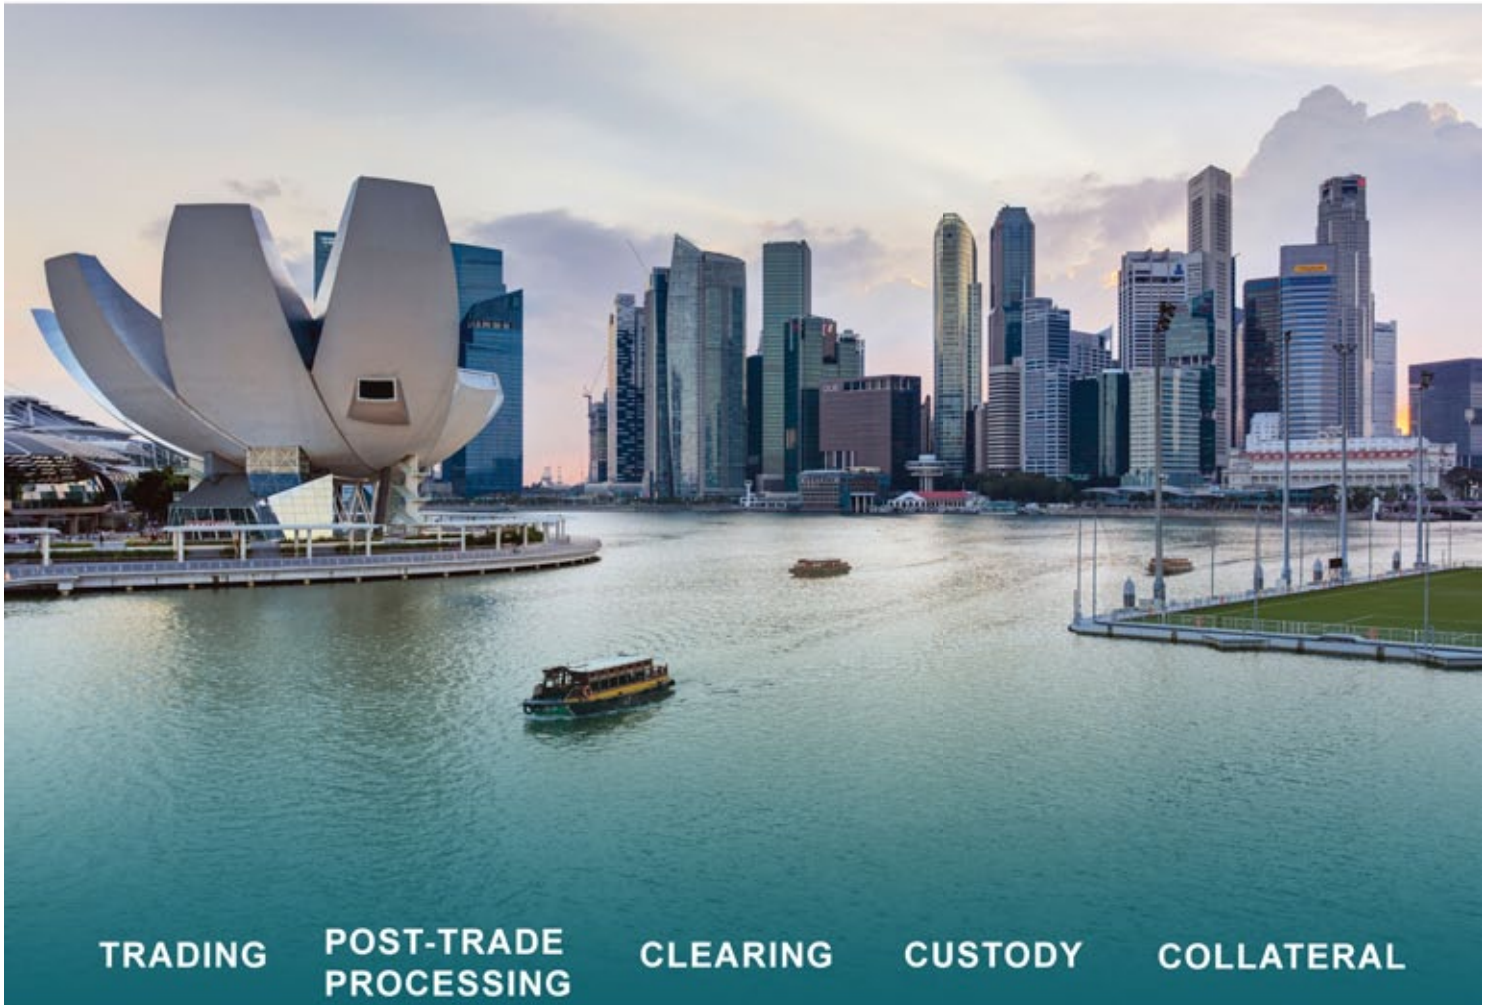 TRADING
POST-TRADE
PROCESSING
CLEARING
CUSTODY
COLLATERAL